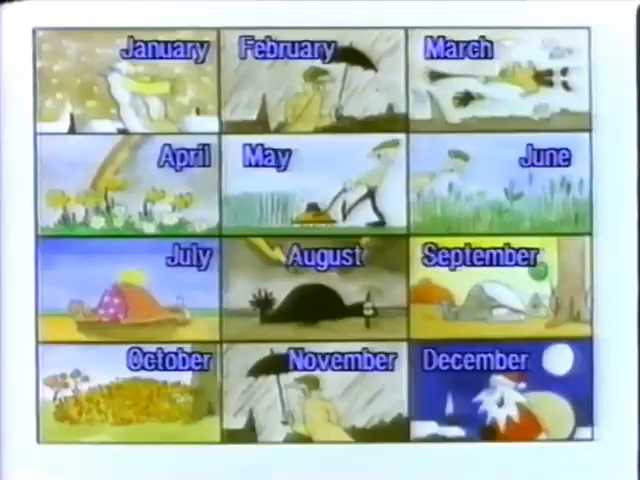 January
February
March
April
May
June
July
August
September
October
November
December